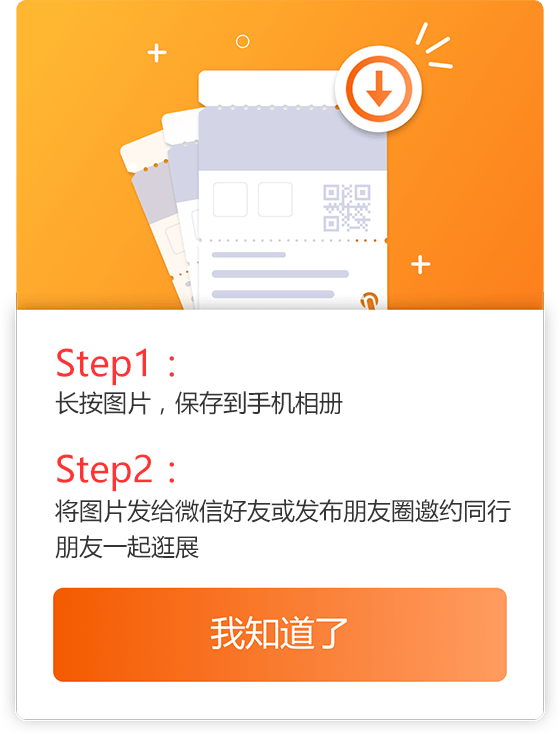 Step1：
长按图片，保存到手机相册
Step2：
将图片发给微信好友或发布朋友圈邀约同行
朋友一起逛展
我知道了